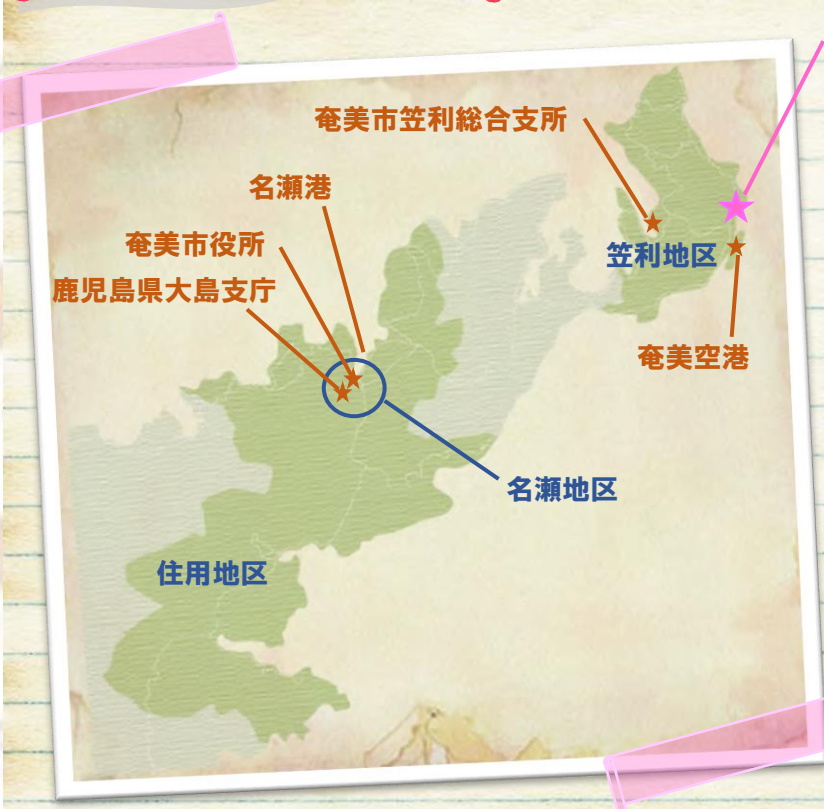 奄美市笠利総合支所
名瀬港
奄美市役所
笠利地区
鹿児島県大島支庁
奄美空港
名瀬地区
住用地区